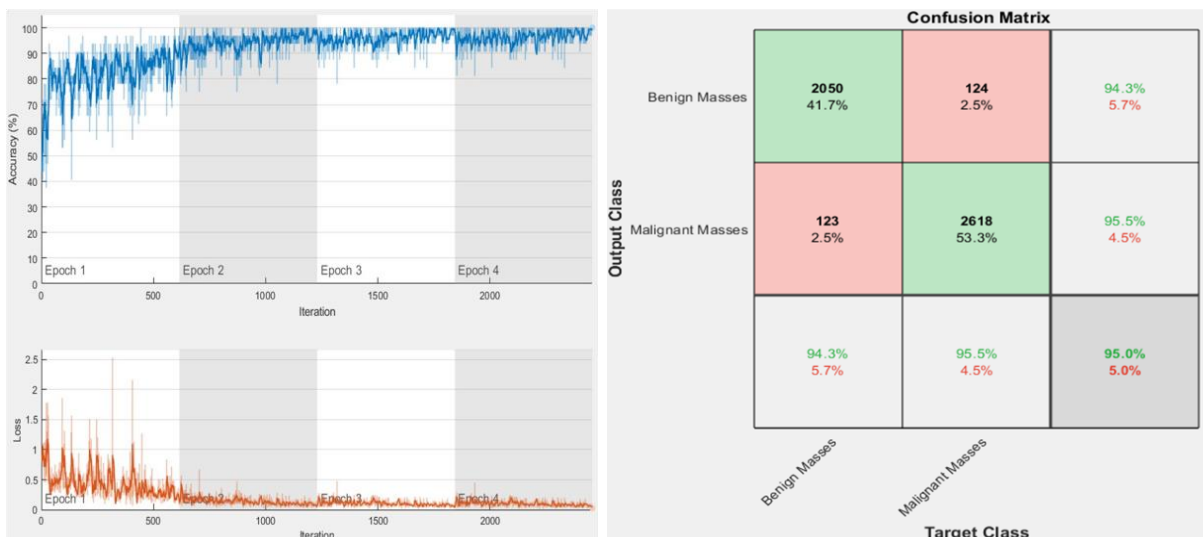 100
90
80
70
60
50
40
30
20
10
0
Accuracy (%)
Epoch 1
Epoch 2
Epoch 3
Epoch 4
0
500
1000
1500
2000
Iteration
2.5
2
1.5
1
0.5
0
Loss
Epoch 1
Epoch 2
Epoch 3
Epoch 4
0
500
1000
1500
2000
Iteration
Confusion Matrix
Output Class
Benign Masses
2050
41.7%
124
2.5%
94.3%
5.7%
Malignant Masses
123
2.5%
2618
53.3%
95.5%
4.5%
94.3%
5.7%
95.5%
4.5%
95.0%
5.0%
Benign Masses
Malignant Masses
Target Class